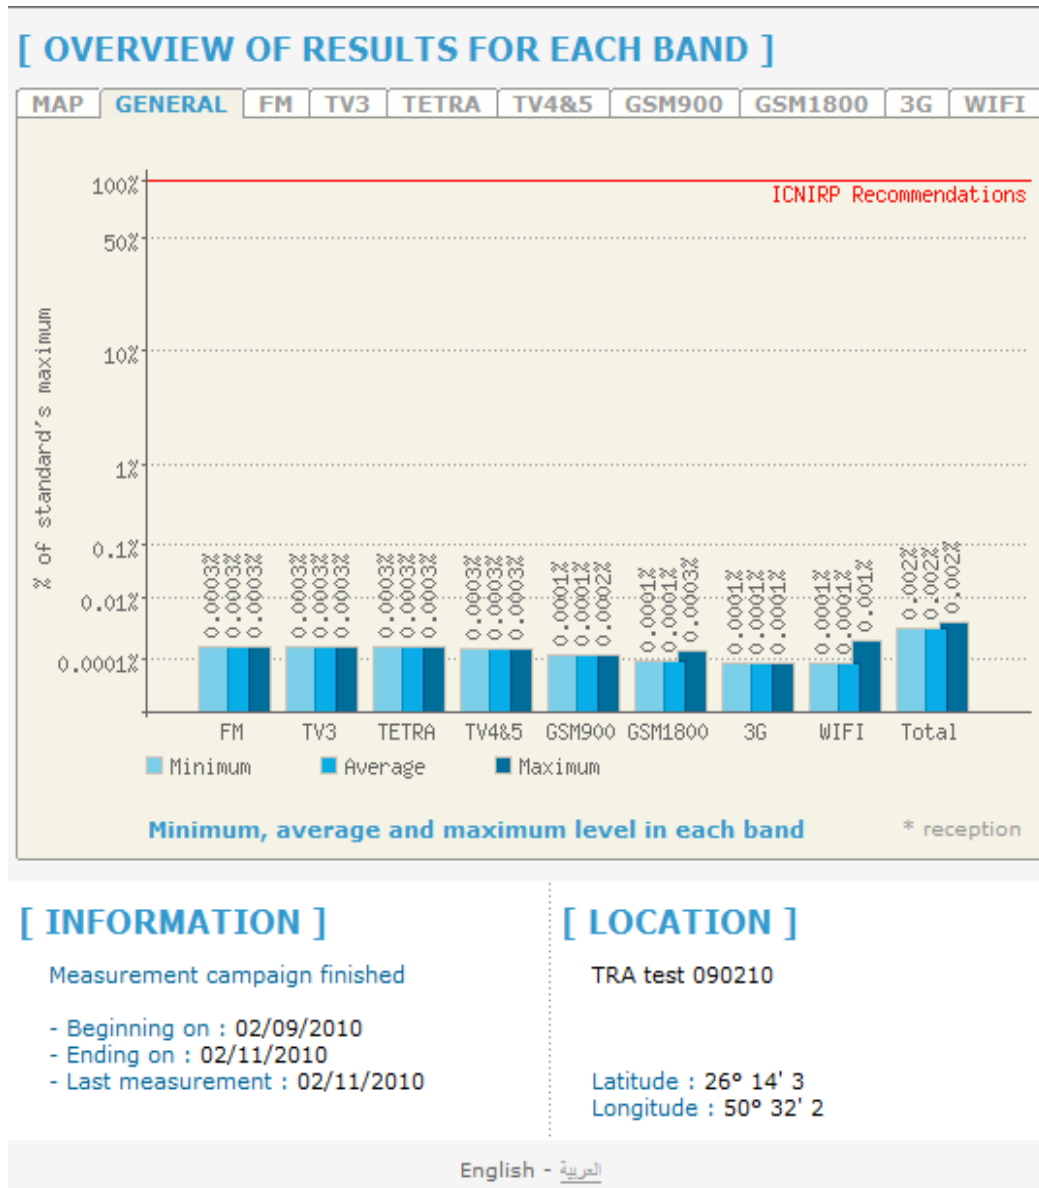 [ OVERVIEW OF RESULTS FOR EACH BAND ]
MAP GENERAL FM TV3 TETRA TV4&5 GSM900 GSM1800 3G WIFI
100%
ICNIRP Recommendations
50%
10%
1%
0.1%
0.01%
0.0001%
% of standard's maximum
0.0003% 0.0003% 0.0003%
0.0003% 0.0003% 0.0003%
0.0003% 0.0003% 0.0003%
0.0003% 0.0003% 0.0003%
0.0001% 0.0001% 0.0002%
0.0001% 0.0001% 0.0003%
0.0001% 0.0001% 0.0001%
0.0001% 0.0001% 0.001%
0.002% 0.002% 0.002%
FM TV3 TETRA TV4&5 GSM900 GSM1800 3G WIFI Total
Minimum Average Maximum
Minimum, average and maximum level in each band * reception
[ INFORMATION ]
Measurement campaign finished
- Beginning on : 02/09/2010
- Ending on : 02/11/2010
- Last measurement : 02/11/2010
[ LOCATION ]
TRA test 090210
Latitude : 26º 14' 3
Longitude : 50º 32' 2
English - العربية